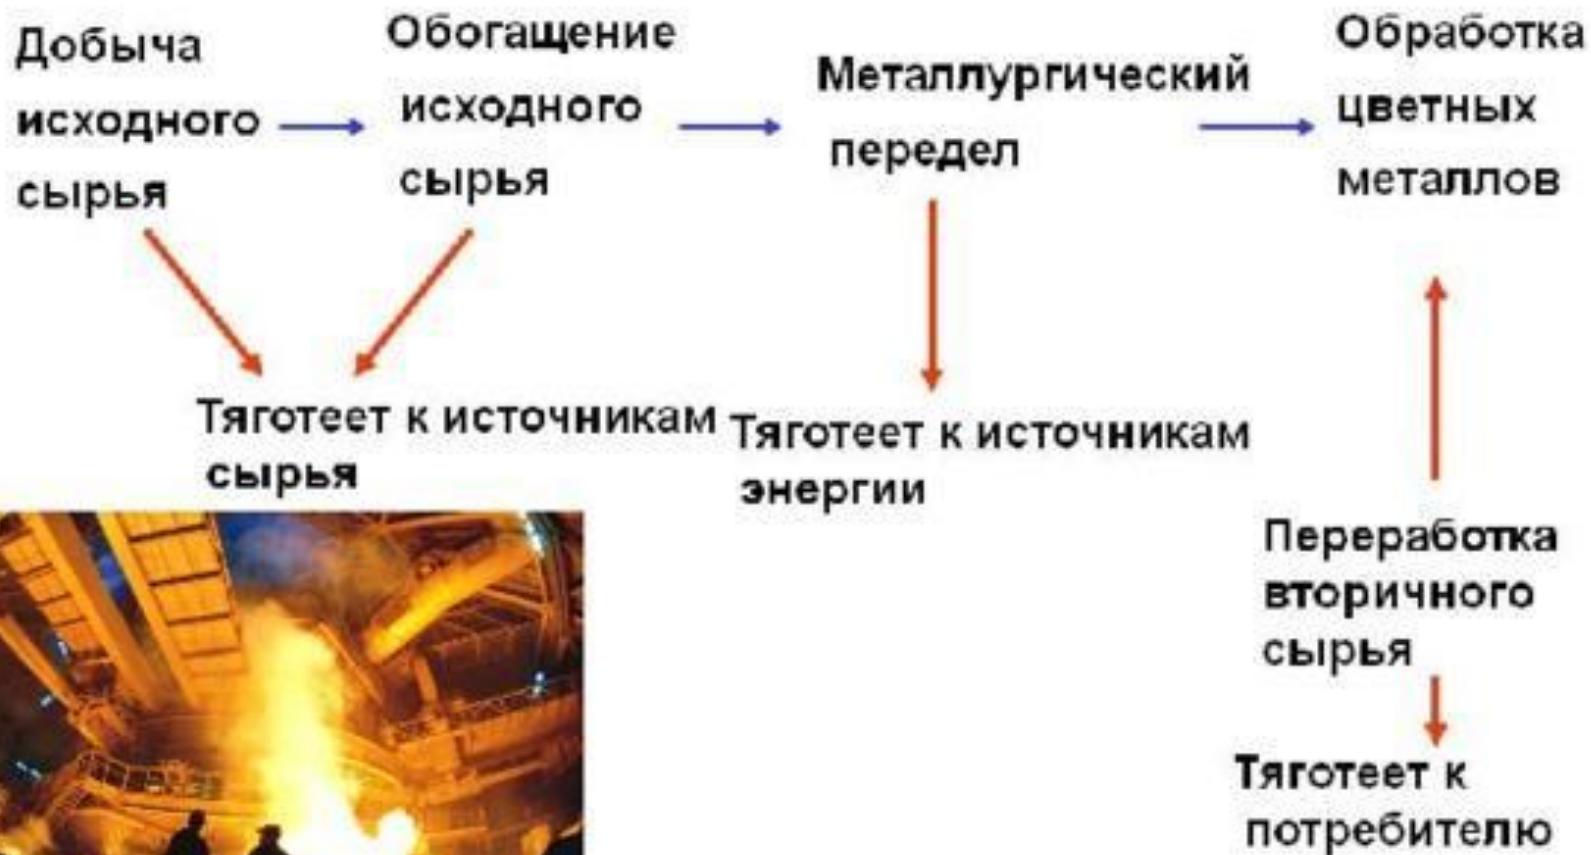 Добыча
исходного
сырья
Обогащение
исходного
сырья
Металлургический
передел
Обработка
цветных
металлов
Тяготеет к источникам
сырья
Тяготеет к источникам
энергии
Переработка
вторичного
сырья
Тяготеет к
потребителю